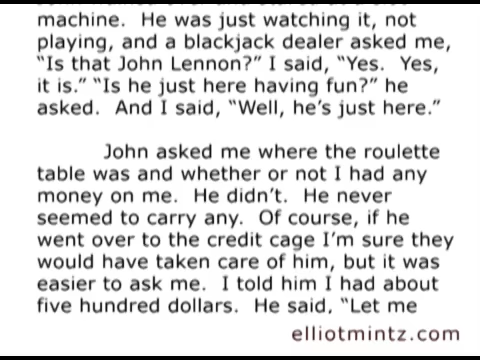 machine.  He was just watching it, not
playing, and a blackjack dealer asked me,
“Is that John Lennon?” I said, “Yes.  Yes,
it is.” “Is he just here having fun?” he
asked.  And I said, “Well, he’s just here.”
John asked me where the roulette
table was and whether or not I had any
money on me.  He didn’t.  He never
seemed to carry any.  Of course, if he
went over to the credit cage I’m sure they
would have taken care of him, but it was
easier to ask me.  I told him I had about
five hundred dollars.  He said, “Let me
elliotmintz.com